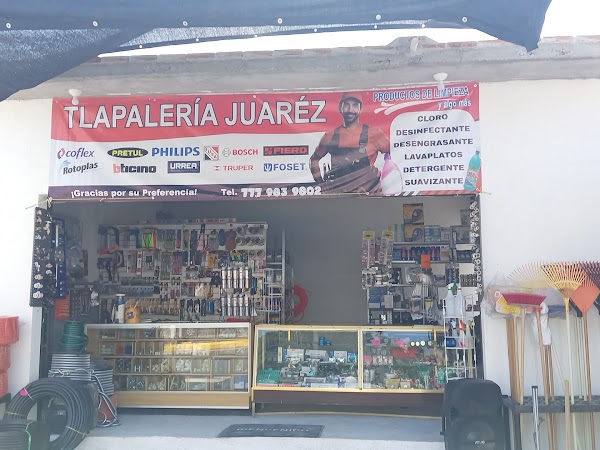 TLAPALERÍA JUARÉZ
PRODUCTOS DE LIMPIEZA
y algo más
CLORO
DESINFECTANTE
DESENGRASANTE
LAVAPLATOS
DETERGENTE
SUAVIZANTE
coflex PRETUL PHILIPS BOSCH FIERO
Rotoplas bticino URREA TRUPER FOSET
¡Gracias por su Preferencia! Tel. 777 983 9802
BIENVENIDO